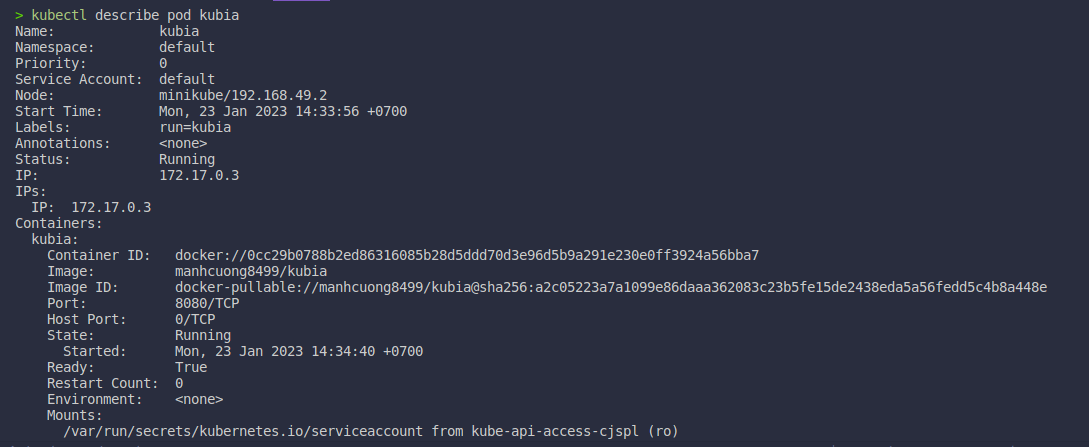 > kubectl describe pod kubia
Name:             kubia
Namespace:        default
Priority:         0
Service Account:  default
Node:             minikube/192.168.49.2
Start Time:       Mon, 23 Jan 2023 14:33:56 +0700
Labels:           run=kubia
Annotations:      <none>
Status:           Running
IP:               172.17.0.3
IPs:
  IP:  172.17.0.3
Containers:
  kubia:
    Container ID:   docker://0cc29b0788b2ed86316085b28d5ddd70d3e96d5b9a291e230e0ff3924a56bba7
    Image:          manhcuong8499/kubia
    Image ID:       docker-pullable://manhcuong8499/kubia@sha256:a2c05223a7a1099e86daaa362083c23b5fe15de2438eda5a56fedd5c4b8a448e
    Port:           8080/TCP
    Host Port:      0/TCP
    State:          Running
      Started:      Mon, 23 Jan 2023 14:34:40 +0700
    Ready:          True
    Restart Count:  0
    Environment:    <none>
    Mounts:
      /var/run/secrets/kubernetes.io/serviceaccount from kube-api-access-cjspl (ro)